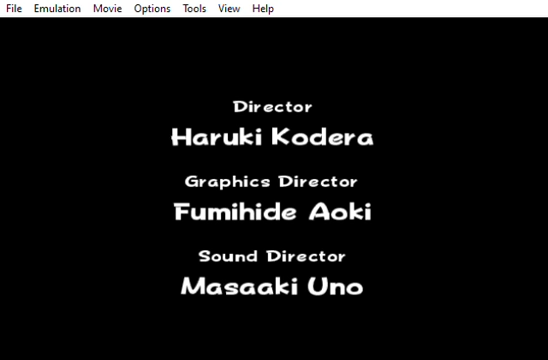 File Emulation Movie Options Tools View Help
Director
Haruki Kodera
Graphics Director
Fumihide Aoki
Sound Director
Masaaki Uno